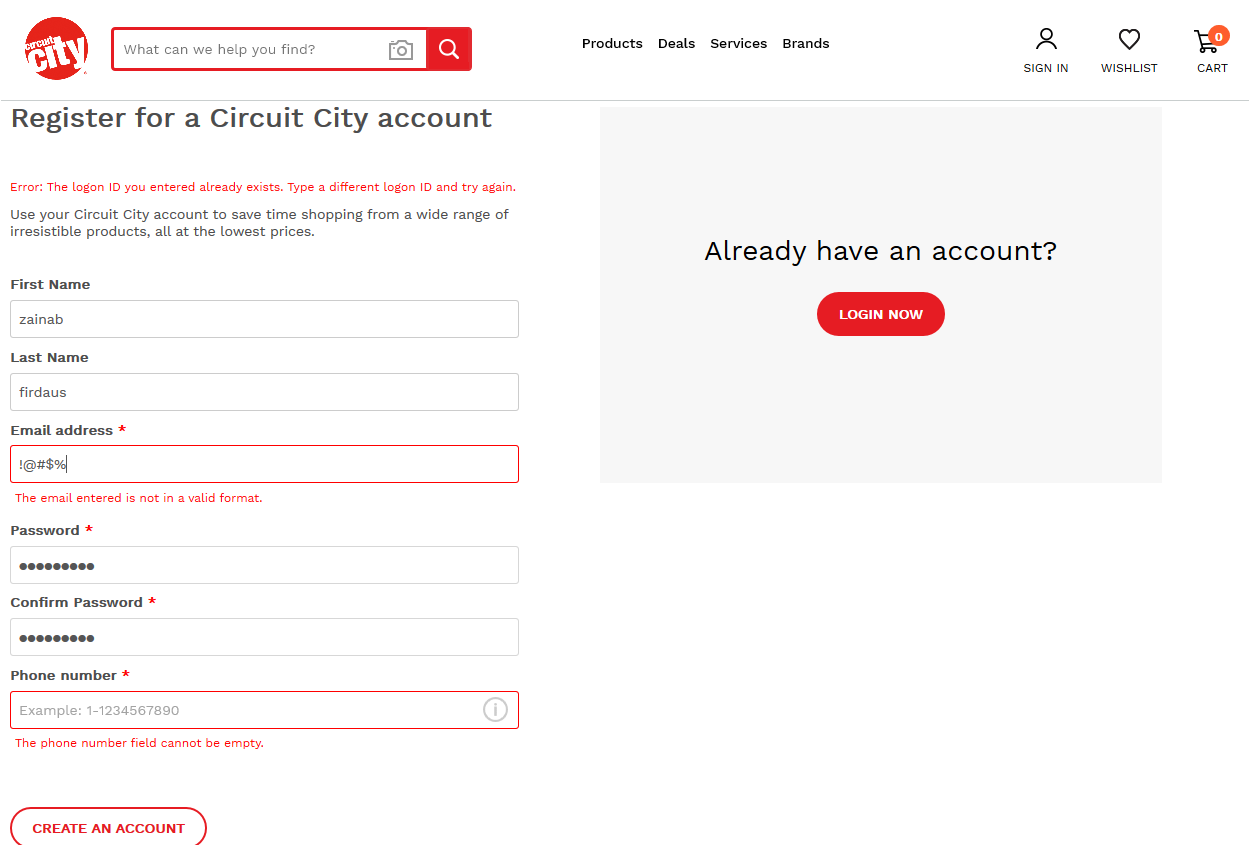 circuit city
What can we help you find?
Products Deals Services Brands
SIGN IN
WISHLIST
0
CART
Register for a Circuit City account
Error: The logon ID you entered already exists. Type a different logon ID and try again.
Use your Circuit City account to save time shopping from a wide range of
irresistible products, all at the lowest prices.
First Name
zainab
Last Name
firdaus
Email address *
!@#$%
The email entered is not in a valid format.
Password *
●●●●●●●●●
Confirm Password *
●●●●●●●●●
Phone number *
Example: 1-1234567890
The phone number field cannot be empty.
CREATE AN ACCOUNT
Already have an account?
LOGIN NOW